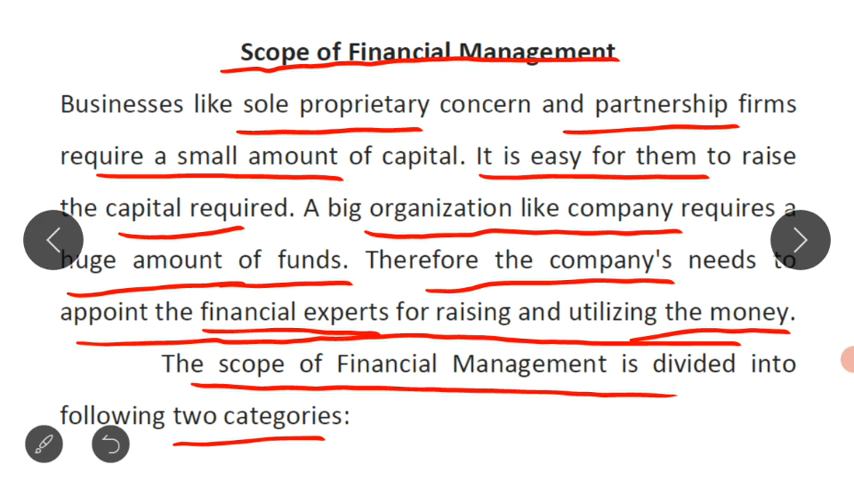 Scope of Financial Management
Businesses like sole proprietary concern and partnership firms
require a small amount of capital. It is easy for them to raise
the capital required. A big organization like company requires a
huge amount of funds. Therefore the company's needs to
appoint the financial experts for raising and utilizing the money.
The scope of Financial Management is divided into
following two categories: